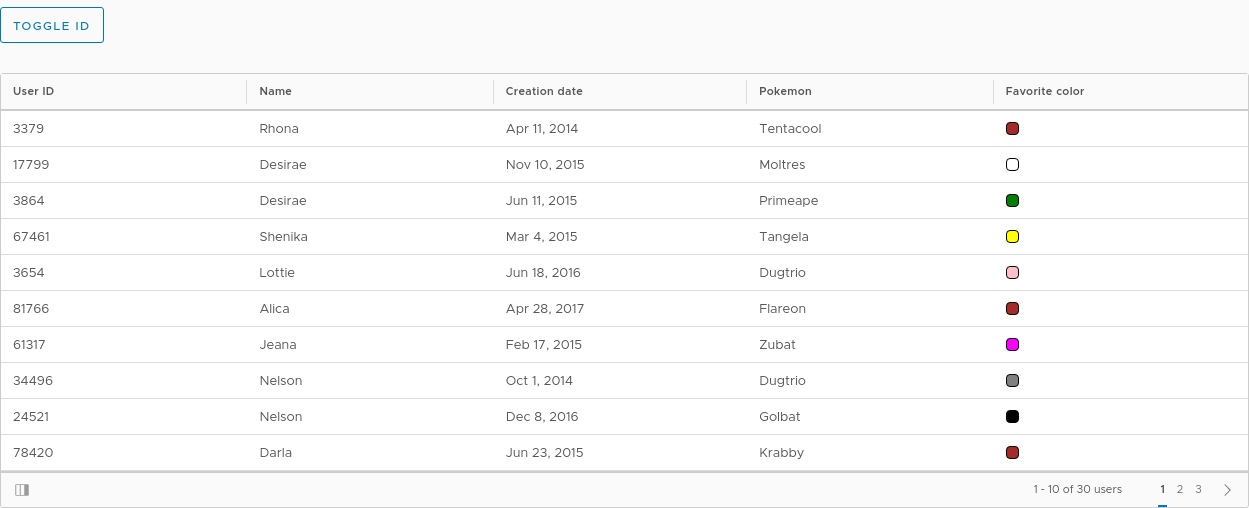 TOGGLE ID
User ID Name Creation date Pokemon Favorite color
3379 Rhona Apr 11, 2014 Tentacool
17799 Desirae Nov 10, 2015 Moltres
3864 Desirae Jun 11, 2015 Primeape
67461 Shenika Mar 4, 2015 Tangela
3654 Lottie Jun 18, 2016 Dugtrio
81766 Alica Apr 28, 2017 Flareon
61317 Jeana Feb 17, 2015 Zubat
34496 Nelson Oct 1, 2014 Dugtrio
24521 Nelson Dec 8, 2016 Golbat
78420 Darla Jun 23, 2015 Krabby
1 - 10 of 30 users 1 2 3